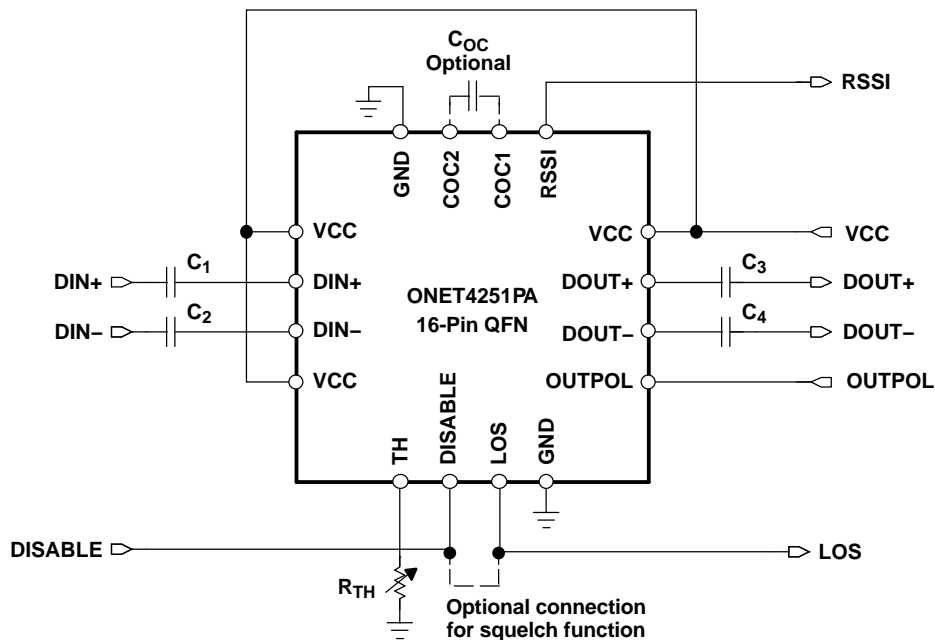 COC
Optional
RSSI
GND
COC2
COC1
RSSI
VCC
VCC
VCC
DIN+
C1
DIN+
ONET4251PA
16-Pin QFN
DOUT+
C3
DOUT+
DIN−
C2
DIN−
DOUT−
C4
DOUT−
VCC
OUTPOL
OUTPOL
TH
DISABLE
LOS
GND
DISABLE
LOS
RTH
Optional connection
for squelch function